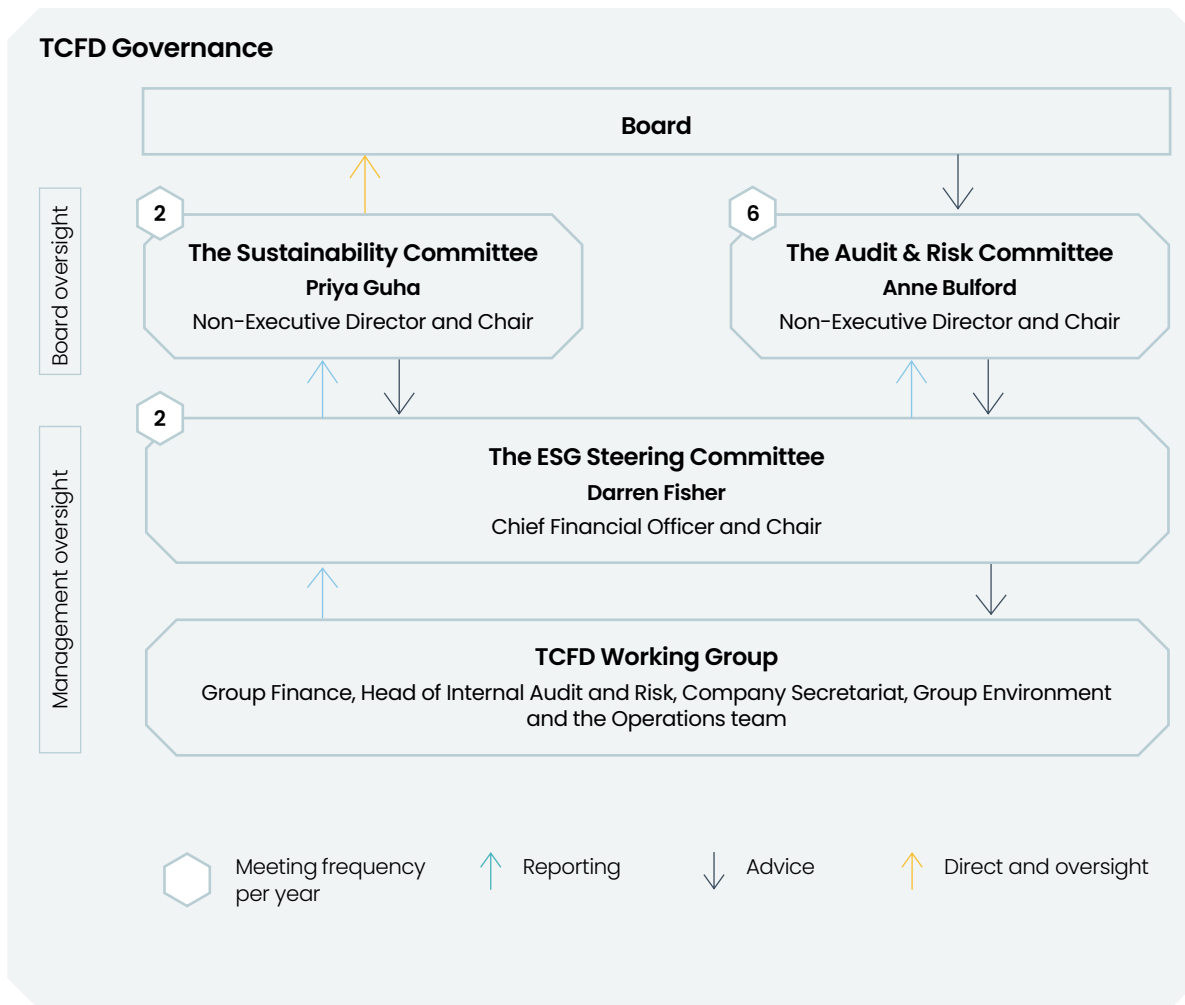 TCFD Governance
Board
Board oversight
2
The Sustainability Committee
Priya Guha
Non-Executive Director and Chair
6
The Audit & Risk Committee
Anne Bulford
Non-Executive Director and Chair
Management oversight
2
The ESG Steering Committee
Darren Fisher
Chief Financial Officer and Chair
TCFD Working Group
Group Finance, Head of Internal Audit and Risk, Company Secretariat, Group Environment
and the Operations team
Meeting frequency
per year
Reporting
Advice
Direct and oversight